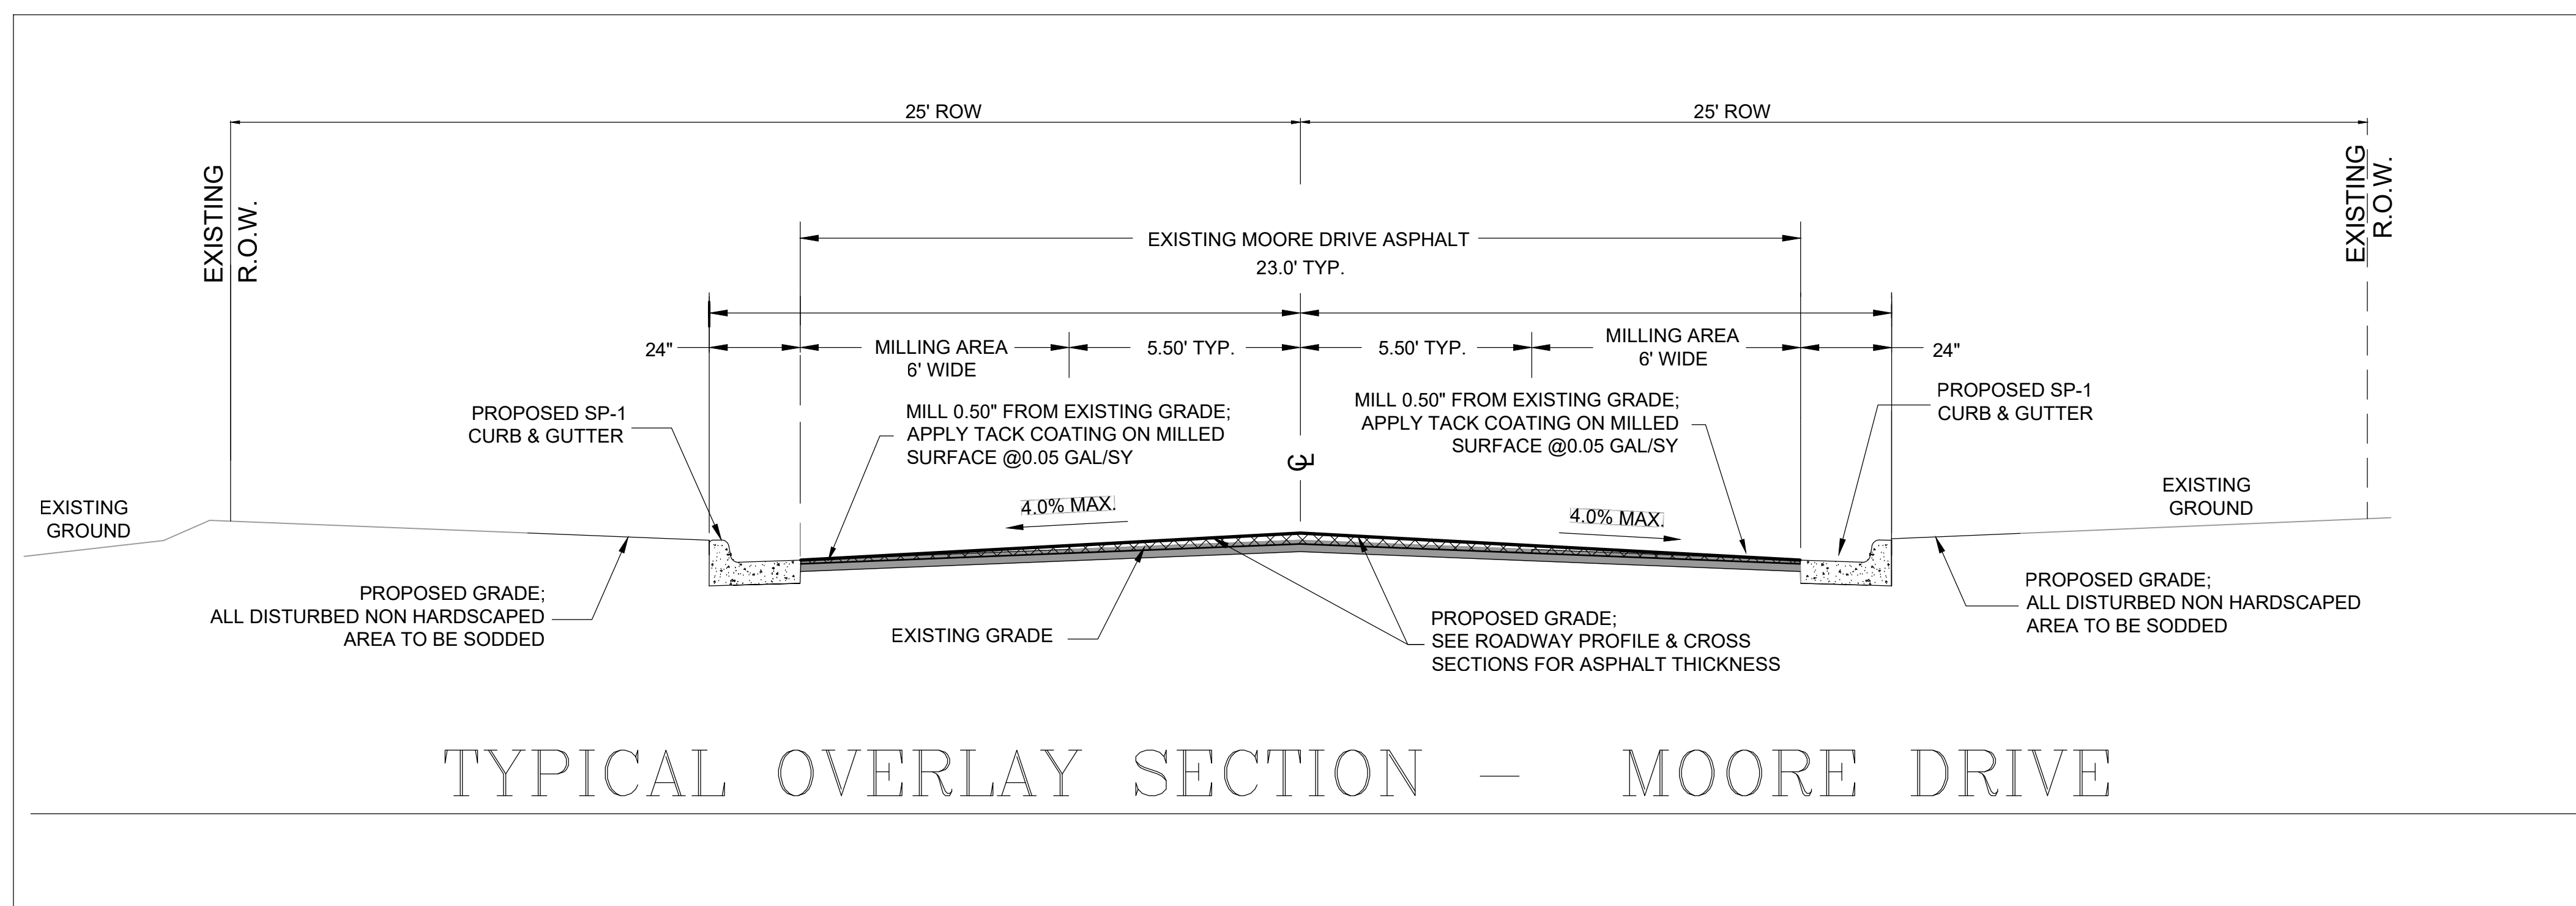 25' ROW
25' ROW
EXISTING
R.O.W.
EXISTING
R.O.W.
EXISTING MOORE DRIVE ASPHALT
23.0' TYP.
24"
MILLING AREA
6' WIDE
5.50' TYP.
5.50' TYP.
MILLING AREA
6' WIDE
24"
PROPOSED SP-1
CURB & GUTTER
MILL 0.50" FROM EXISTING GRADE;
APPLY TACK COATING ON MILLED
SURFACE @0.05 GAL/SY
MILL 0.50" FROM EXISTING GRADE;
APPLY TACK COATING ON MILLED
SURFACE @0.05 GAL/SY
PROPOSED SP-1
CURB & GUTTER
CL
EXISTING
GROUND
4.0% MAX.
4.0% MAX.
EXISTING
GROUND
PROPOSED GRADE;
ALL DISTURBED NON HARDSCAPED
AREA TO BE SODDED
EXISTING GRADE
PROPOSED GRADE;
SEE ROADWAY PROFILE & CROSS
SECTIONS FOR ASPHALT THICKNESS
PROPOSED GRADE;
ALL DISTURBED NON HARDSCAPED
AREA TO BE SODDED
TYPICAL OVERLAY SECTION - MOORE DRIVE